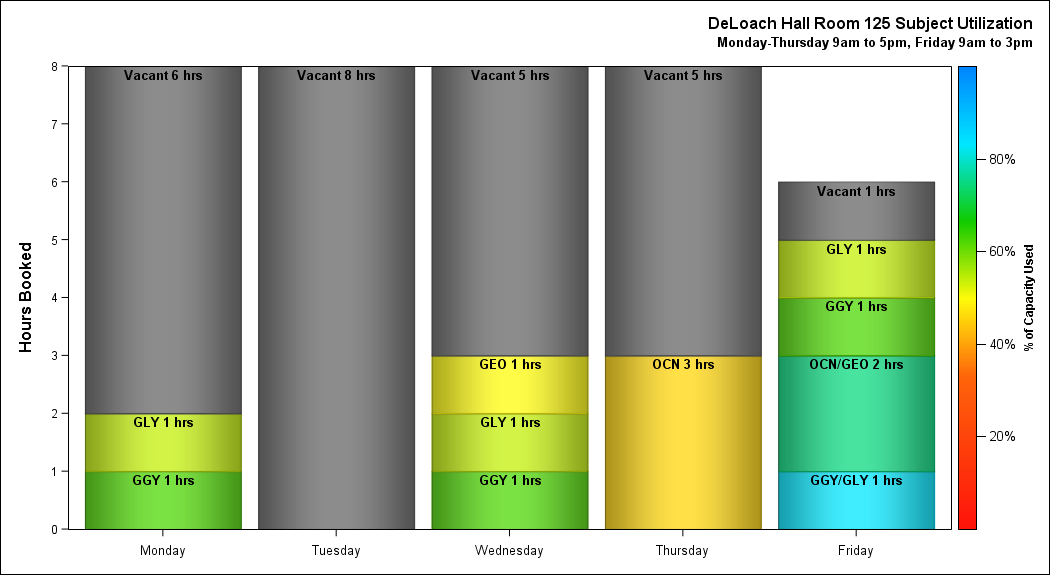 DeLoach Hall Room 125 Subject Utilization
Monday-Thursday 9am to 5pm, Friday 9am to 3pm
8
7
6
5
4
3
2
1
0
Hours Booked
Vacant 6 hrs
GLY 1 hrs
GGY 1 hrs
Vacant 8 hrs
Vacant 5 hrs
GEO 1 hrs
GLY 1 hrs
GGY 1 hrs
Vacant 5 hrs
OCN 3 hrs
Vacant 1 hrs
GLY 1 hrs
GGY 1 hrs
OCN/GEO 2 hrs
GGY/GLY 1 hrs
Monday
Tuesday
Wednesday
Thursday
Friday
80%
60%
40%
20%
% of Capacity Used